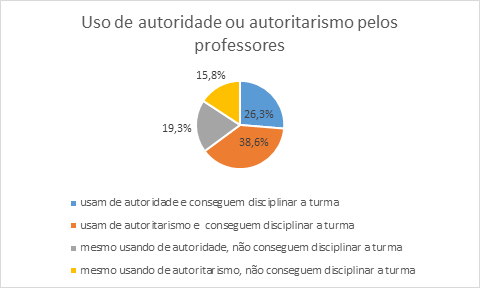 Uso de autoridade ou autoritarismo pelos
professores
15,8%
26,3%
19,3%
38,6%
usam de autoridade e conseguem disciplinar a turma
usam de autoritarismo e conseguem disciplinar a turma
mesmo usando de autoridade, não conseguem disciplinar a turma
mesmo usando de autoritarismo, não conseguem disciplinar a turma